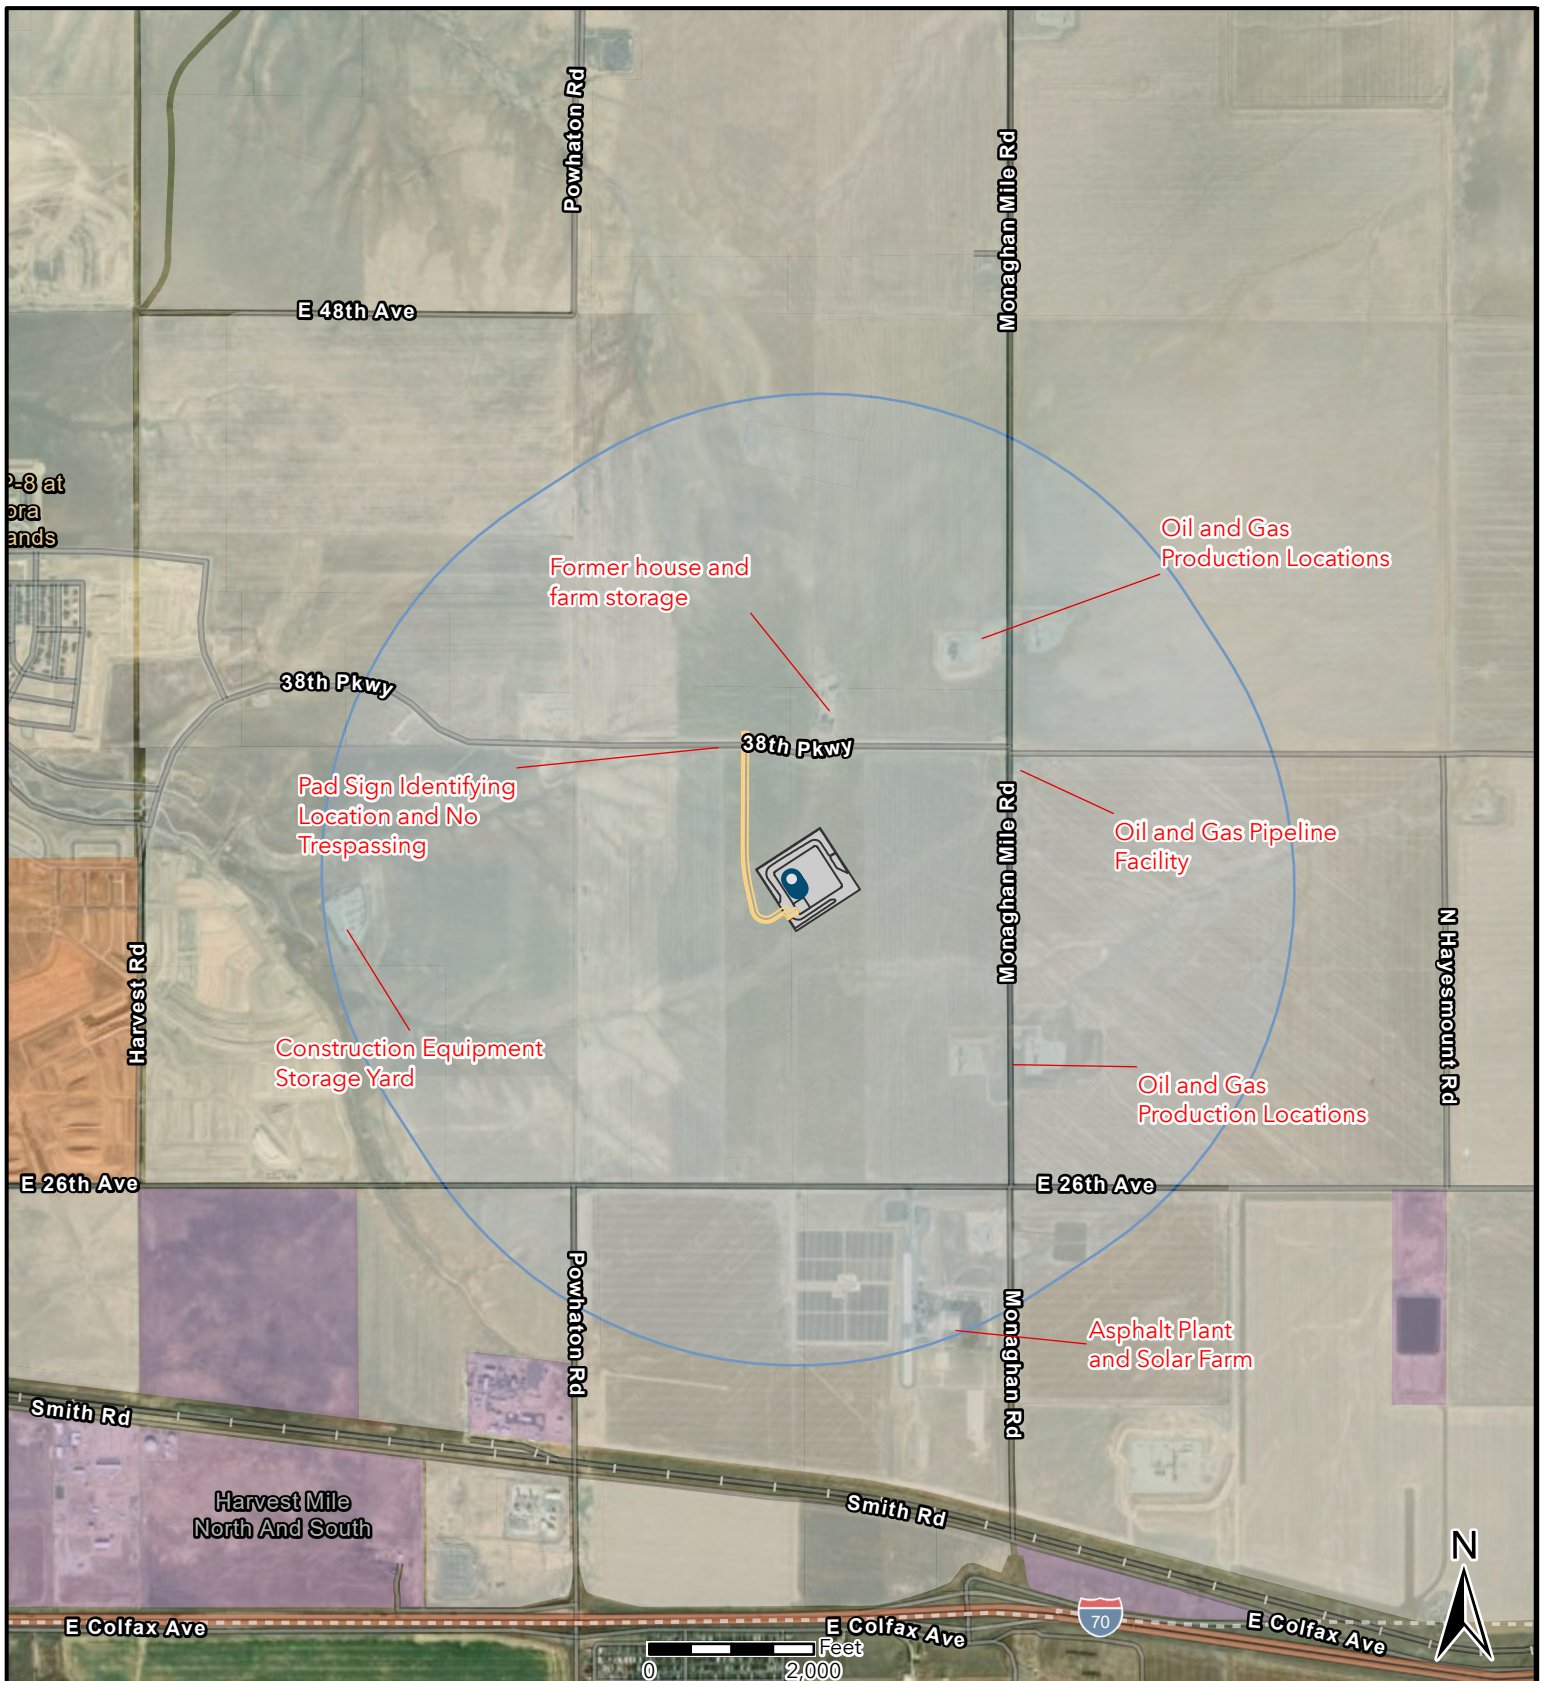 Powhaton Rd
Monaghan Mile Rd
E 48th Ave
P-8 at
ora
ands
Oil and Gas
Production Locations
Former house and
farm storage
38th Pkwy
38th Pkwy
Pad Sign Identifying
Location and No
Trespassing
Monaghan Mile Rd
Oil and Gas Pipeline
Facility
N Hayesmount Rd
Harvest Rd
Construction Equipment
Storage Yard
Oil and Gas
Production Locations
E 26th Ave
E 26th Ave
Powhaton Rd
Monaghan Rd
Asphalt Plant
and Solar Farm
Smith Rd
Harvest Mile
North And South
Smith Rd
N
70
E Colfax Ave
E Colfax Ave
E Colfax Ave
Feet
0 2,000